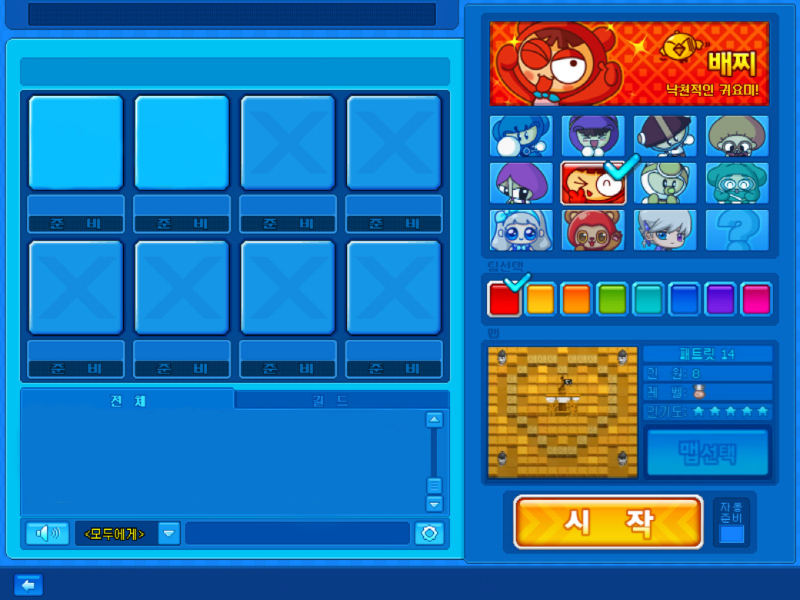 배찌
낙천적인 귀요미!
준 비
준 비
준 비
준 비
준 비
준 비
준 비
준 비
팀선택
맵
패트릿 14
인 원: 8
레 벨:
인기도: ★★★★★
맵선택
전 체
길 드
<모두에게>
시 작
자동
준비